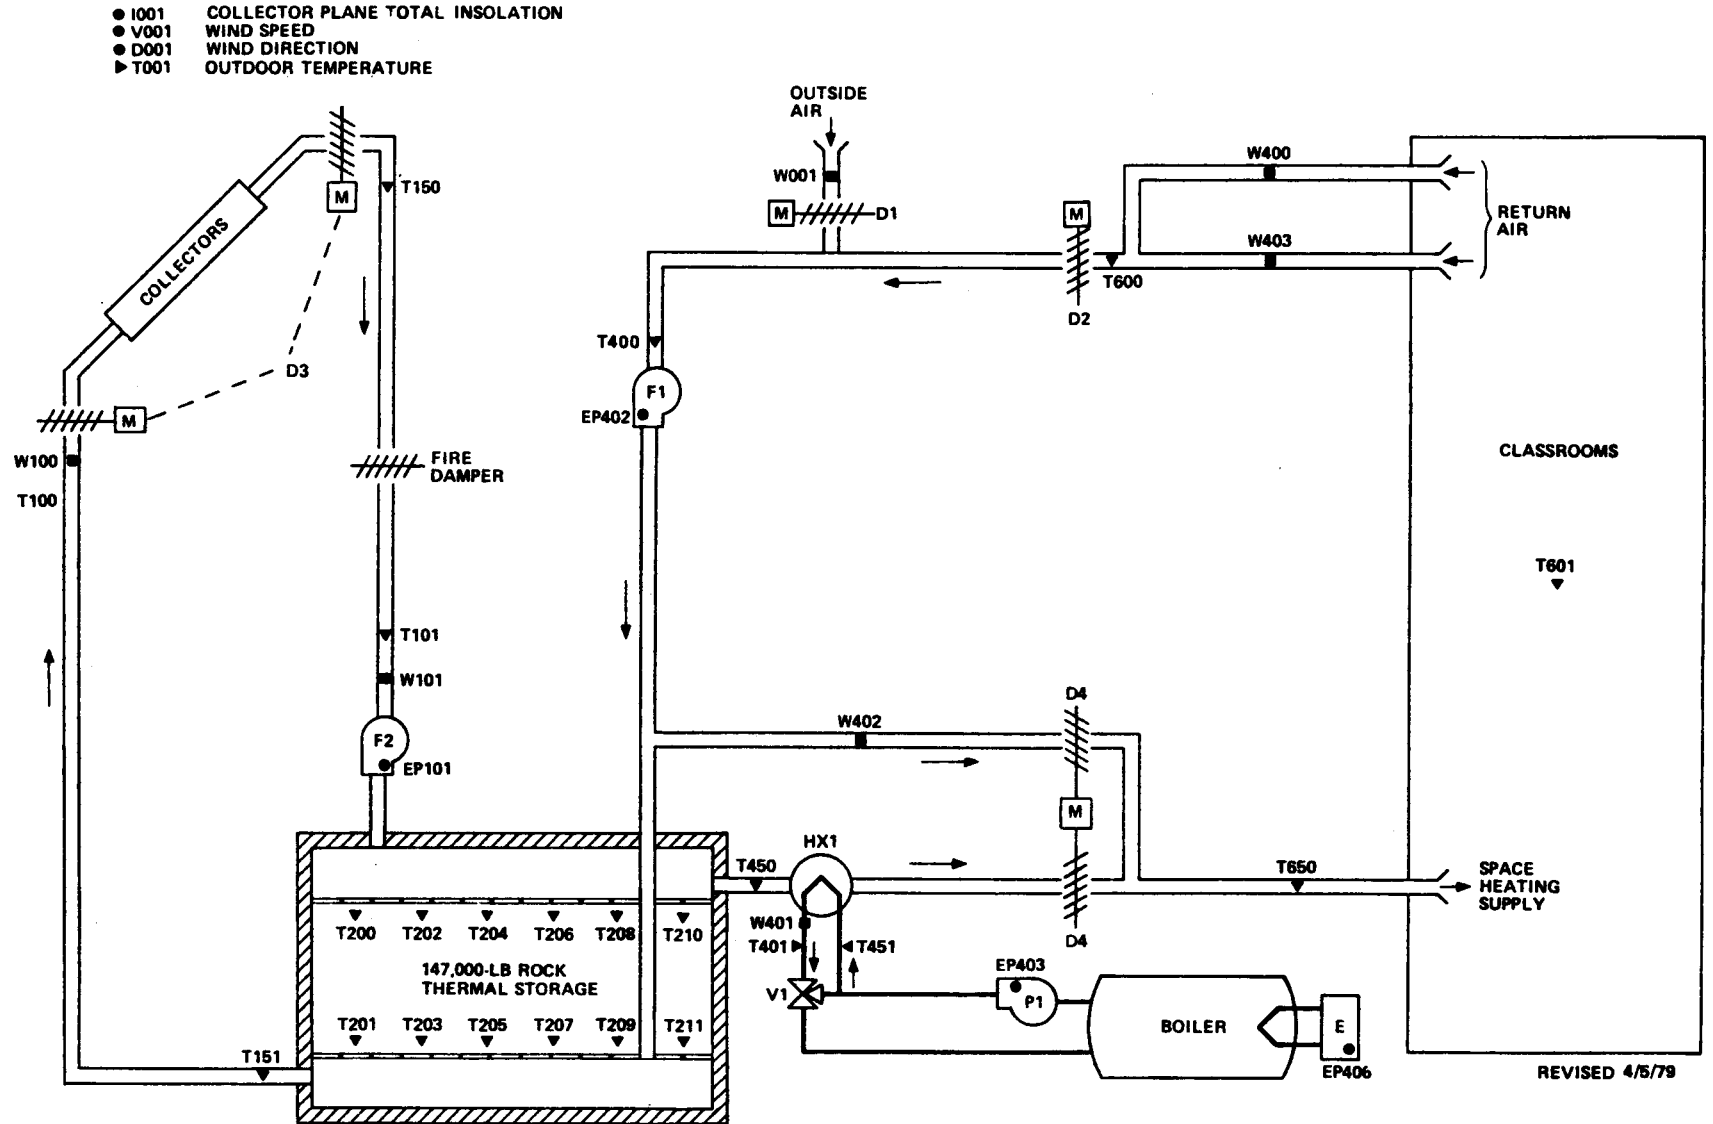 I001 COLLECTOR PLANE TOTAL INSOLATION
V001 WIND SPEED
D001 WIND DIRECTION
T001 OUTDOOR TEMPERATURE
OUTSIDE
AIR
W001
M
D1
M
D2
T600
W400
W403
RETURN
AIR
M
T150
COLLECTORS
D3
M
W100
T100
FIRE
DAMPER
T400
F1
EP402
CLASSROOMS
T601
T101
W101
F2
EP101
W402
D4
M
D4
HX1
T450
T650
SPACE
HEATING
SUPPLY
W401
T401
T451
V1
EP403
P1
BOILER
E
EP406
T200 T202 T204 T206 T208 T210
147,000-LB ROCK
THERMAL STORAGE
T201 T203 T205 T207 T209 T211
T151
REVISED 4/5/79